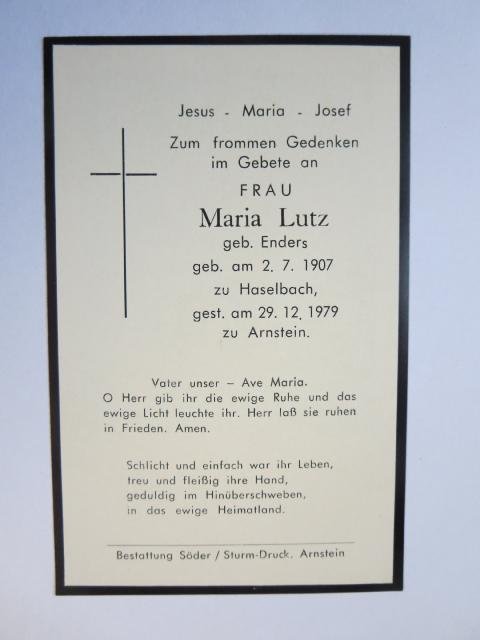 Jesus - Maria - Josef
Zum frommen Gedenken
im Gebete an
FRAU
Maria Lutz
geb. Enders
geb. am 2. 7. 1907
zu Haselbach,
gest. am 29. 12. 1979
zu Arnstein.
Vater unser – Ave Maria.
O Herr gib ihr die ewige Ruhe und das
ewige Licht leuchte ihr. Herr laß sie ruhen
in Frieden. Amen.
Schlicht und einfach war ihr Leben,
treu und fleißig ihre Hand,
geduldig im Hinüberschweben,
in das ewige Heimatland.
Bestattung Söder / Sturm-Druck, Arnstein